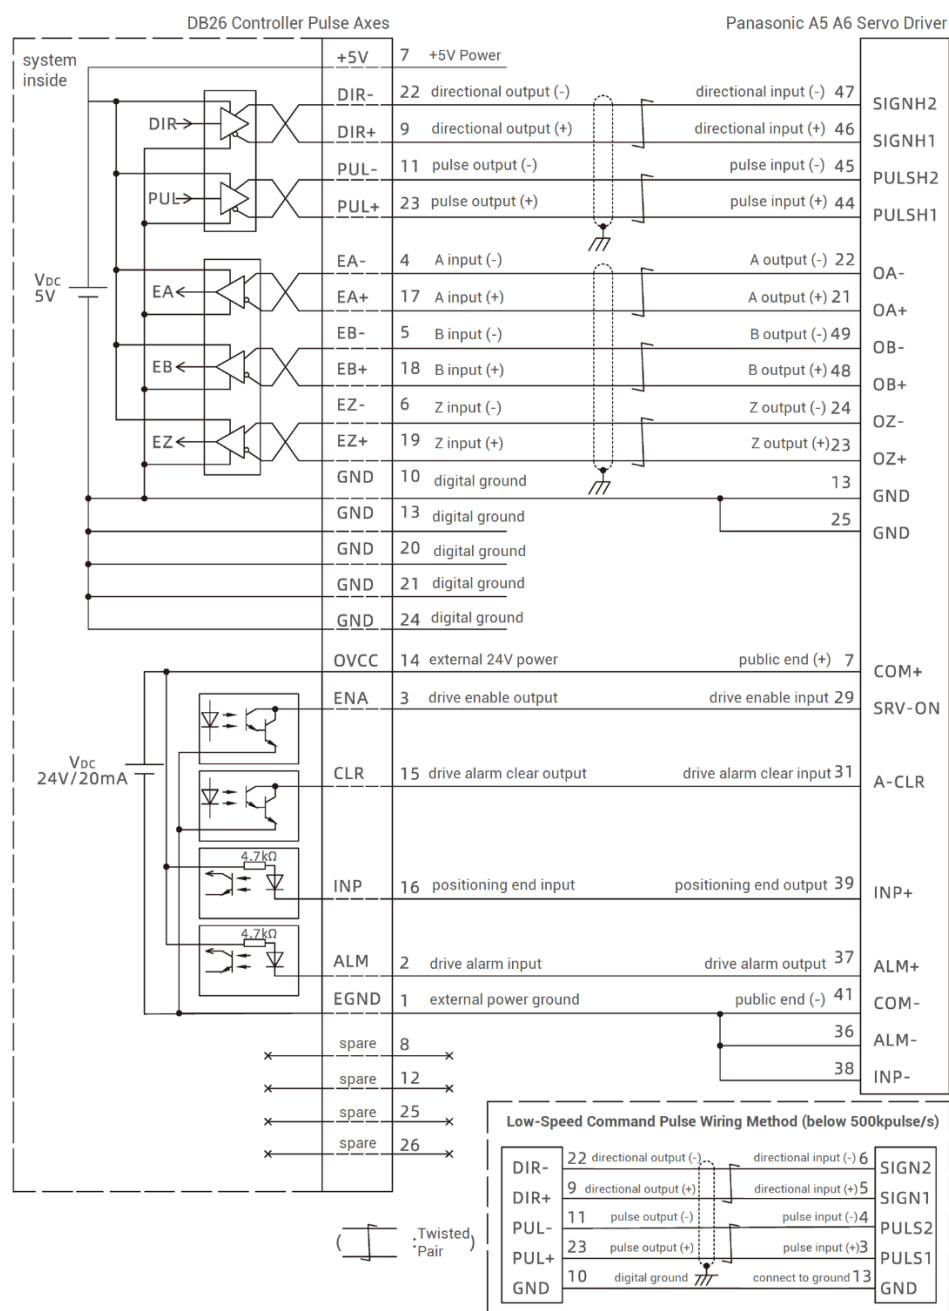 DB26 Controller Pulse Axes
Panasonic A5 A6 Servo Driver
system
inside
+5V 7 +5V Power
DIR- 22 directional output (-) directional input (-) 47 SIGNH2
DIR
DIR+ 9 directional output (+) directional input (+) 46 SIGNH1
PUL- 11 pulse output (-) pulse input (-) 45 PULSH2
PUL
PUL+ 23 pulse output (+) pulse input (+) 44 PULSH1
VDC
5V
EA- 4 A input (-) A output (-) 22 OA-
EA
EA+ 17 A input (+) A output (+) 21 OA+
EB- 5 B input (-) B output (-) 49 OB-
EB
EB+ 18 B input (+) B output (+) 48 OB+
EZ- 6 Z input (-) Z output (-) 24 OZ-
EZ
EZ+ 19 Z input (+) Z output (+) 23 OZ+
GND 10 digital ground 13 GND
GND 13 digital ground 25 GND
GND 20 digital ground
GND 21 digital ground
GND 24 digital ground
OVCC 14 external 24V power public end (+) 7 COM+
ENA 3 drive enable output drive enable input 29 SRV-ON
VDC
24V/20mA
CLR 15 drive alarm clear output drive alarm clear input 31 A-CLR
4.7kΩ
INP 16 positioning end input positioning end output 39 INP+
4.7kΩ
ALM 2 drive alarm input drive alarm output 37 ALM+
EGND 1 external power ground public end (-) 41 COM-
36 ALM-
38 INP-
spare 8
spare 12
spare 25
spare 26
( :Twisted Pair )
Low-Speed Command Pulse Wiring Method (below 500kpulse/s)
DIR- 22 directional output (-) directional input (-) 6 SIGN2
DIR+ 9 directional output (+) directional input (+) 5 SIGN1
PUL- 11 pulse output (-) pulse input (-) 4 PULS2
PUL+ 23 pulse output (+) pulse input (+) 3 PULS1
GND 10 digital ground connect to ground 13 GND